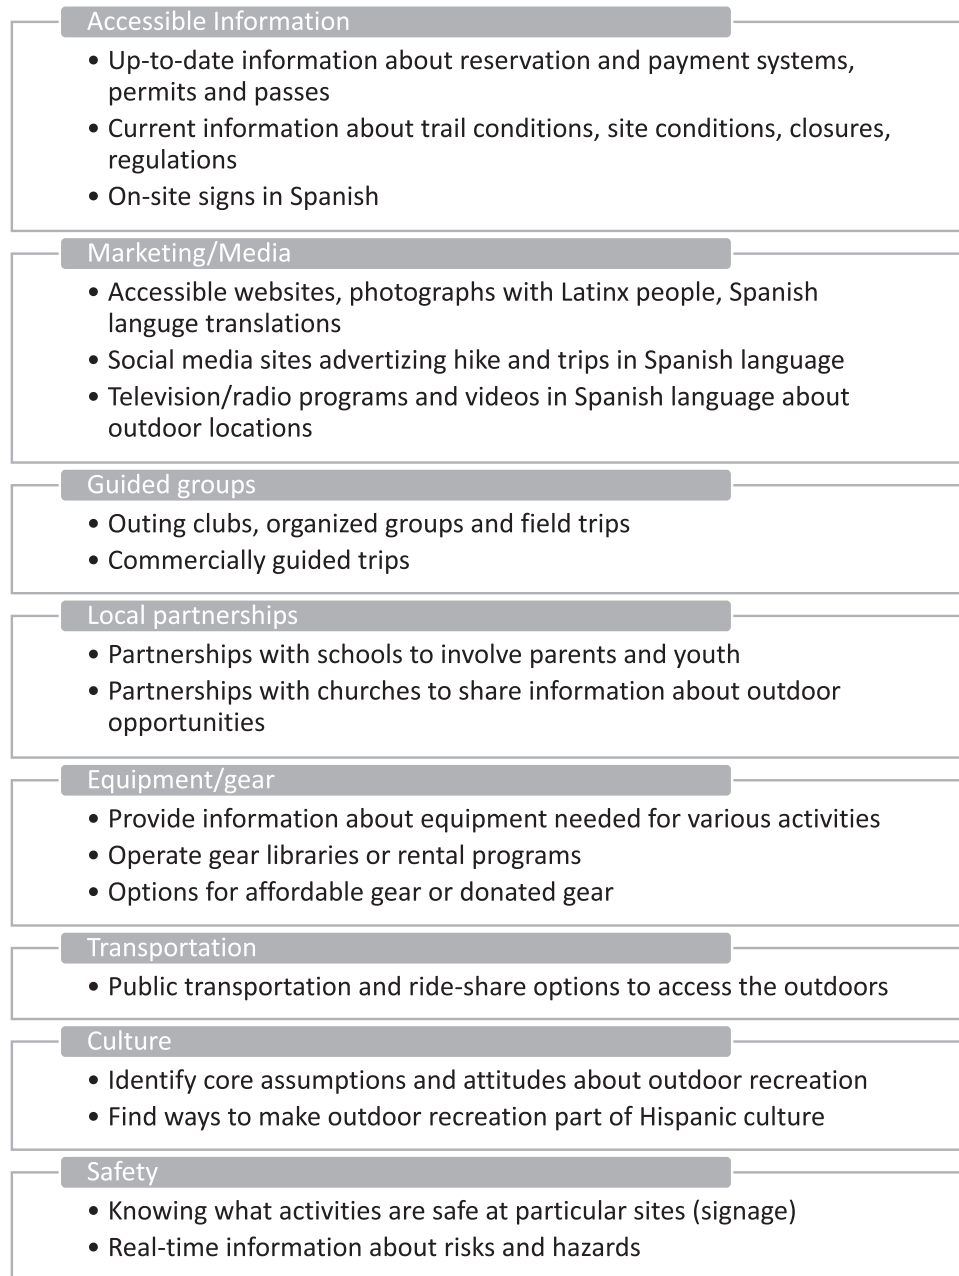 Accessible Information
• Up-to-date information about reservation and payment systems,
permits and passes
• Current information about trail conditions, site conditions, closures,
regulations
• On-site signs in Spanish
Marketing/Media
• Accessible websites, photographs with Latinx people, Spanish
languge translations
• Social media sites advertizing hike and trips in Spanish language
• Television/radio programs and videos in Spanish language about
outdoor locations
Guided groups
• Outing clubs, organized groups and field trips
• Commercially guided trips
Local partnerships
• Partnerships with schools to involve parents and youth
• Partnerships with churches to share information about outdoor
opportunities
Equipment/gear
• Provide information about equipment needed for various activities
• Operate gear libraries or rental programs
• Options for affordable gear or donated gear
Transportation
• Public transportation and ride-share options to access the outdoors
Culture
• Identify core assumptions and attitudes about outdoor recreation
• Find ways to make outdoor recreation part of Hispanic culture
Safety
• Knowing what activities are safe at particular sites (signage)
• Real-time information about risks and hazards